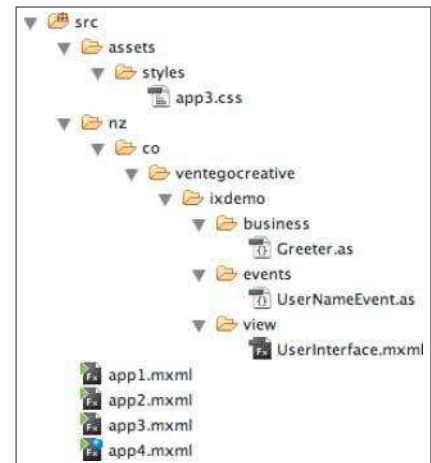 src
assets
styles
app3.css
nz
co
ventegocreative
ixdemo
business
Greeter.as
events
UserNameEvent.as
view
UserInterface.mxml
app1.mxml
app2.mxml
app3.mxml
app4.mxml